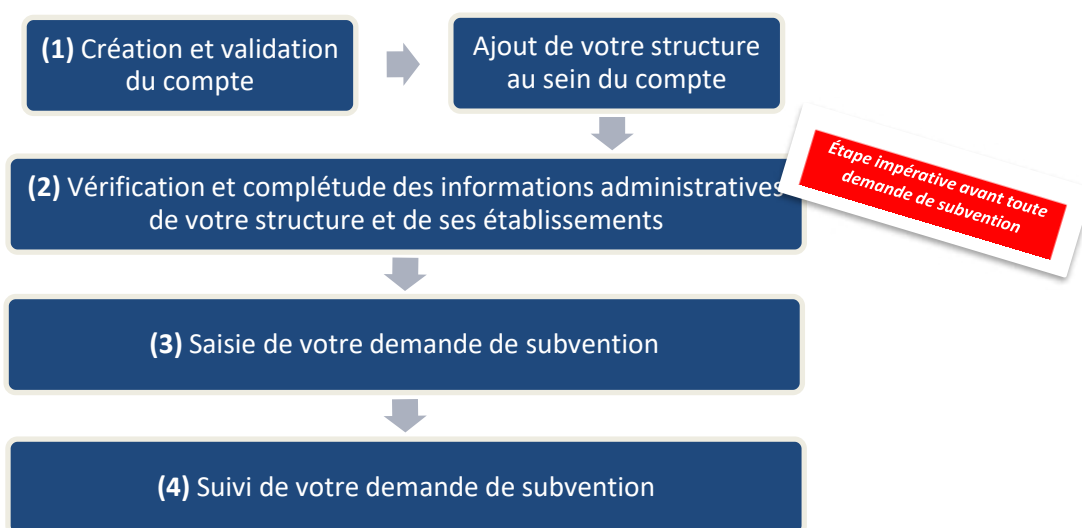 (1) Création et validation
du compte
Ajout de votre structure
au sein du compte
Étape impérative avant toute
demande de subvention
(2) Vérification et complétude des informations administratives
de votre structure et de ses établissements
(3) Saisie de votre demande de subvention
(4) Suivi de votre demande de subvention